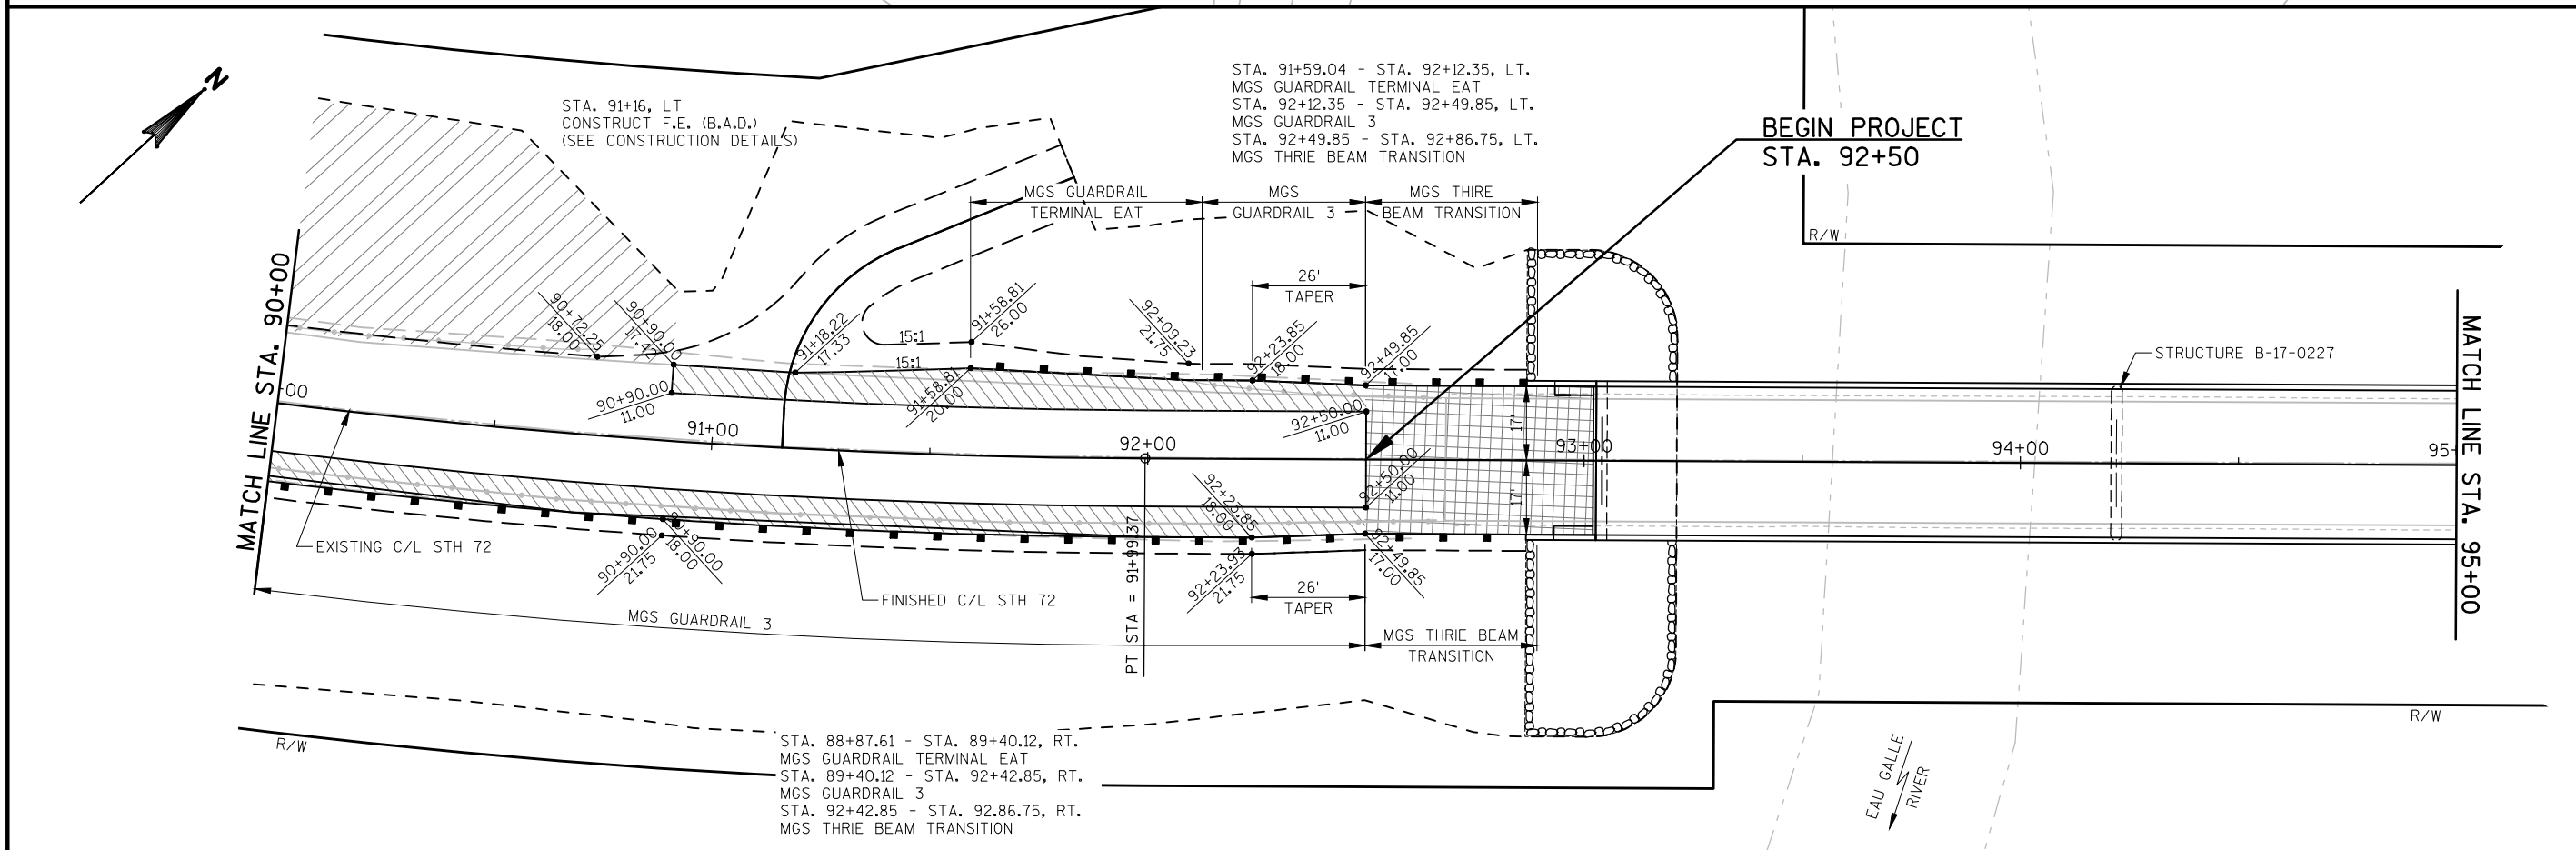 N
STA. 91+16, LT
CONSTRUCT F.E. (B.A.D.)
(SEE CONSTRUCTION DETAILS)
STA. 91+59.04 - STA. 92+12.35, LT.
MGS GUARDRAIL TERMINAL EAT
STA. 92+12.35 - STA. 92+49.85, LT.
MGS GUARDRAIL 3
STA. 92+49.85 - STA. 92+86.75, LT.
MGS THRIE BEAM TRANSITION
BEGIN PROJECT
STA. 92+50
MGS GUARDRAIL
TERMINAL EAT
MGS
GUARDRAIL 3
MGS THIRE
BEAM TRANSITION
R/W
MATCH LINE STA. 90+00
90+72.25
18.00
90+90.00
17.42
91+18.22
17.33
15:1
15:1
91+58.81
26.00
92+09.23
21.75
26'
TAPER
92+23.85
18.00
92+49.85
17.00
90+90.00
11.00
91+58.81
20.00
92+50.00
11.00
STRUCTURE B-17-0227
MATCH LINE STA. 95+00
+00
91+00
92+00
93+00
94+00
95
17'
17'
92+50.00
11.00
EXISTING C/L STH 72
90+90.00
21.75
90+90.00
18.00
FINISHED C/L STH 72
PT STA = 91+99.37
92+23.85
18.00
92+23.93
21.75
26'
TAPER
92+49.85
17.00
MGS GUARDRAIL 3
MGS THRIE BEAM
TRANSITION
R/W
STA. 88+87.61 - STA. 89+40.12, RT.
MGS GUARDRAIL TERMINAL EAT
STA. 89+40.12 - STA. 92+42.85, RT.
MGS GUARDRAIL 3
STA. 92+42.85 - STA. 92.86.75, RT.
MGS THRIE BEAM TRANSITION
EAU GALLE
RIVER
R/W